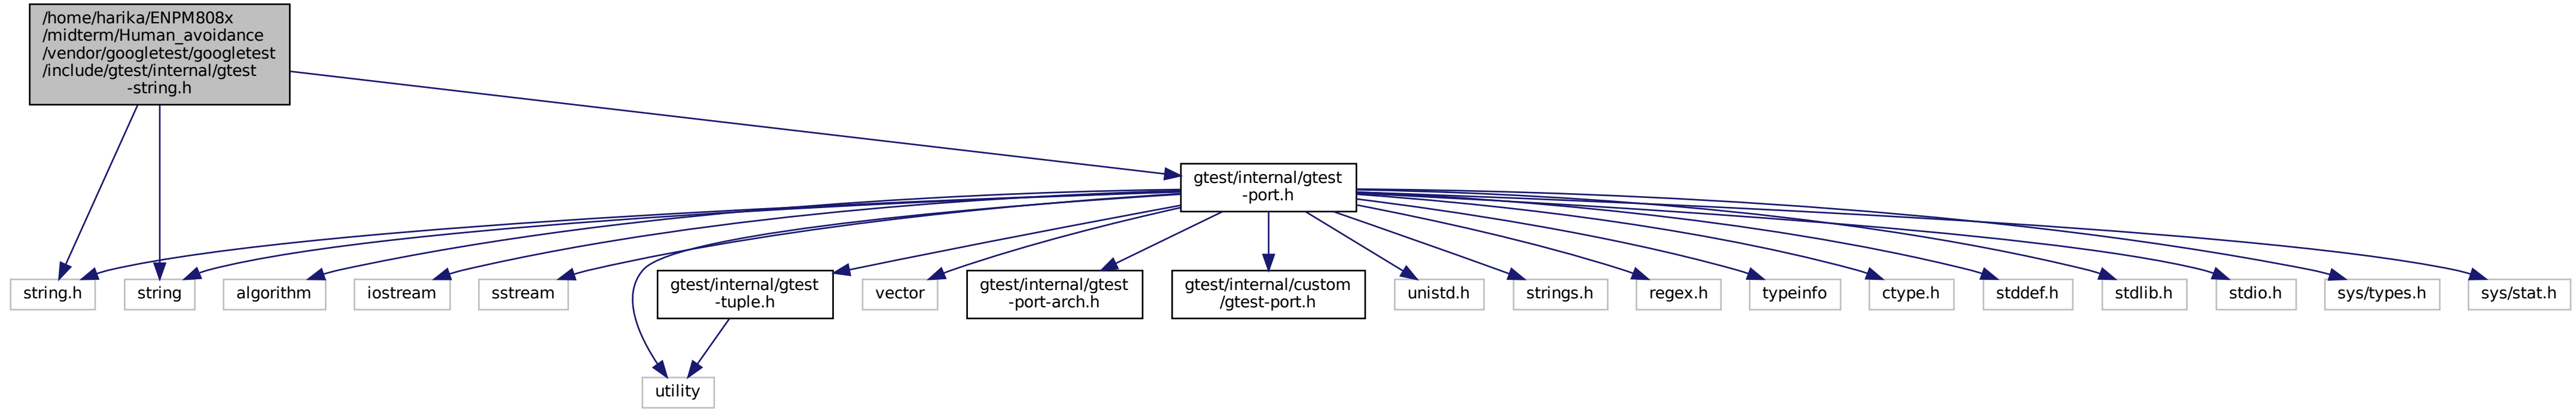 /home/harika/ENPM808x
/midterm/Human_avoidance
/vendor/googletest/googletest
/include/gtest/internal/gtest
-string.h
gtest/internal/gtest
-port.h
string.h
string
algorithm
iostream
sstream
gtest/internal/gtest
-tuple.h
vector
gtest/internal/gtest
-port-arch.h
gtest/internal/custom
/gtest-port.h
unistd.h
strings.h
regex.h
typeinfo
ctype.h
stddef.h
stdlib.h
stdio.h
sys/types.h
sys/stat.h
utility